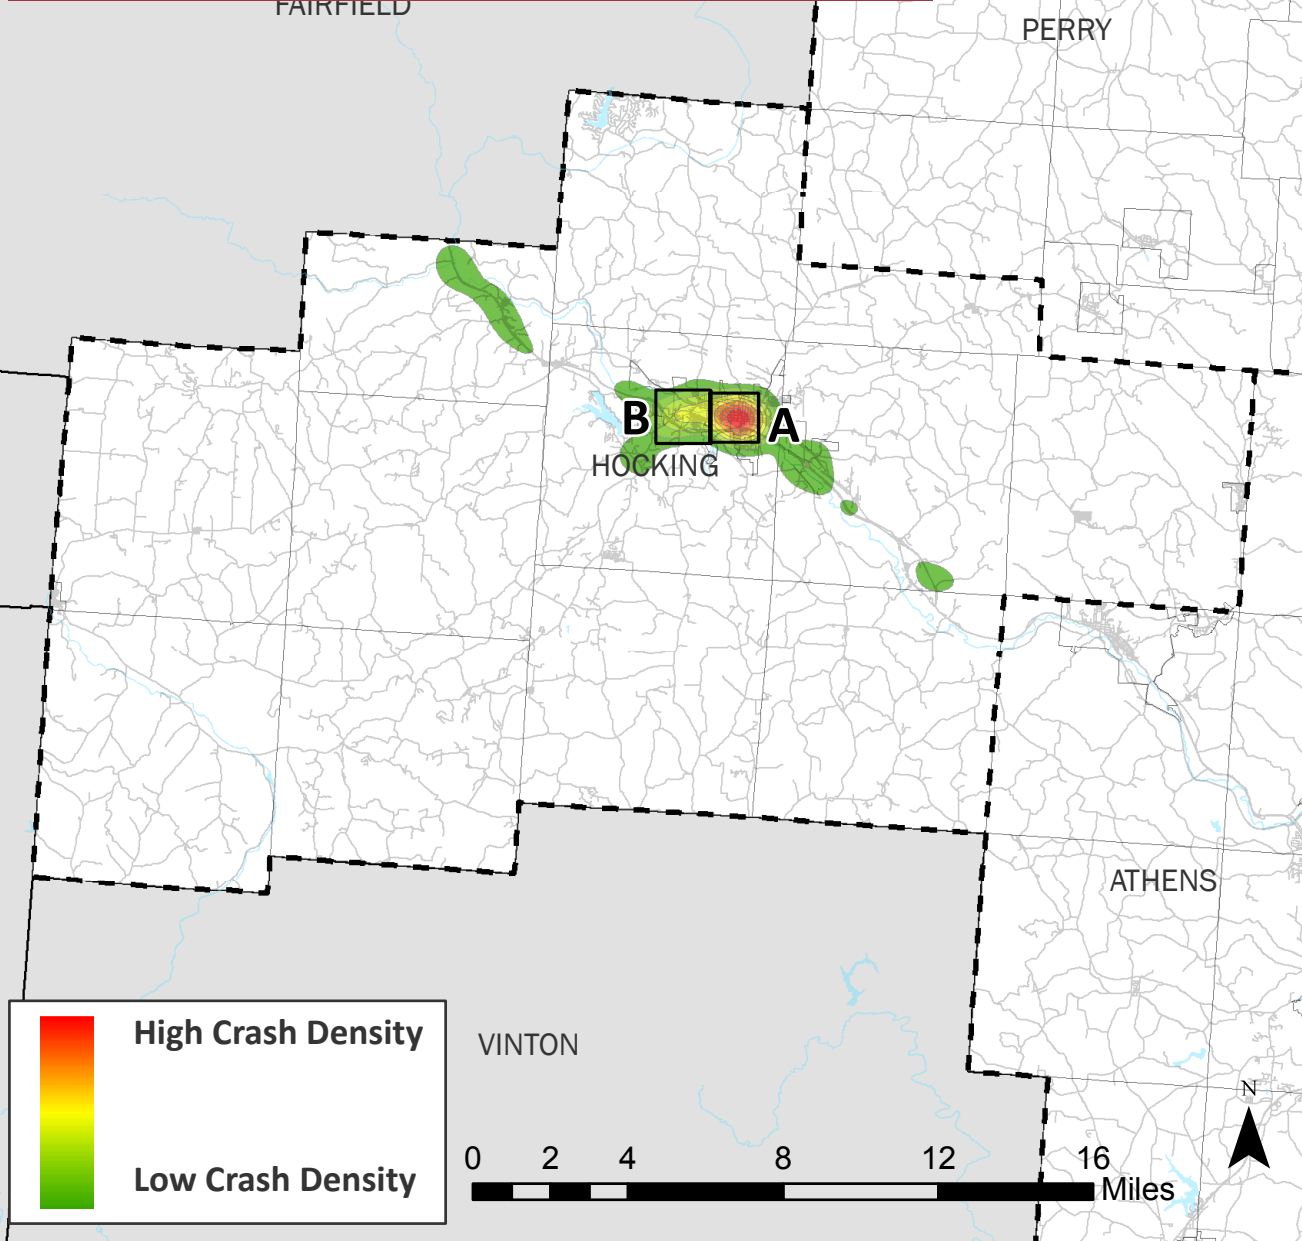 FAIRFIELD
PERRY
B
A
HOCKING
ATHENS
High Crash Density
Low Crash Density
VINTON
N
0 2 4 8 12 16
Miles